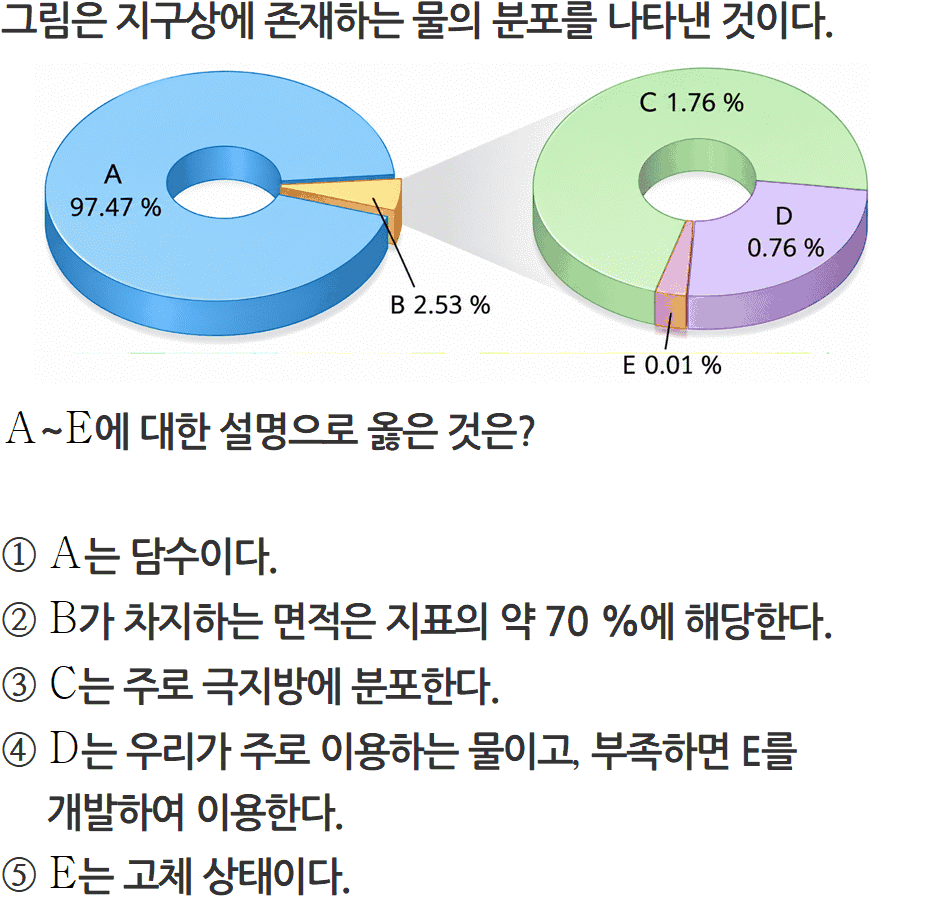 그림은 지구상에 존재하는 물의 분포를 나타낸 것이다.
A
97.47 %
B 2.53 %
C 1.76 %
D
0.76 %
E 0.01 %
A~E에 대한 설명으로 옳은 것은?
① A는 담수이다.
② B가 차지하는 면적은 지표의 약 70 %에 해당한다.
③ C는 주로 극지방에 분포한다.
④ D는 우리가 주로 이용하는 물이고, 부족하면 E를
개발하여 이용한다.
⑤ E는 고체 상태이다.